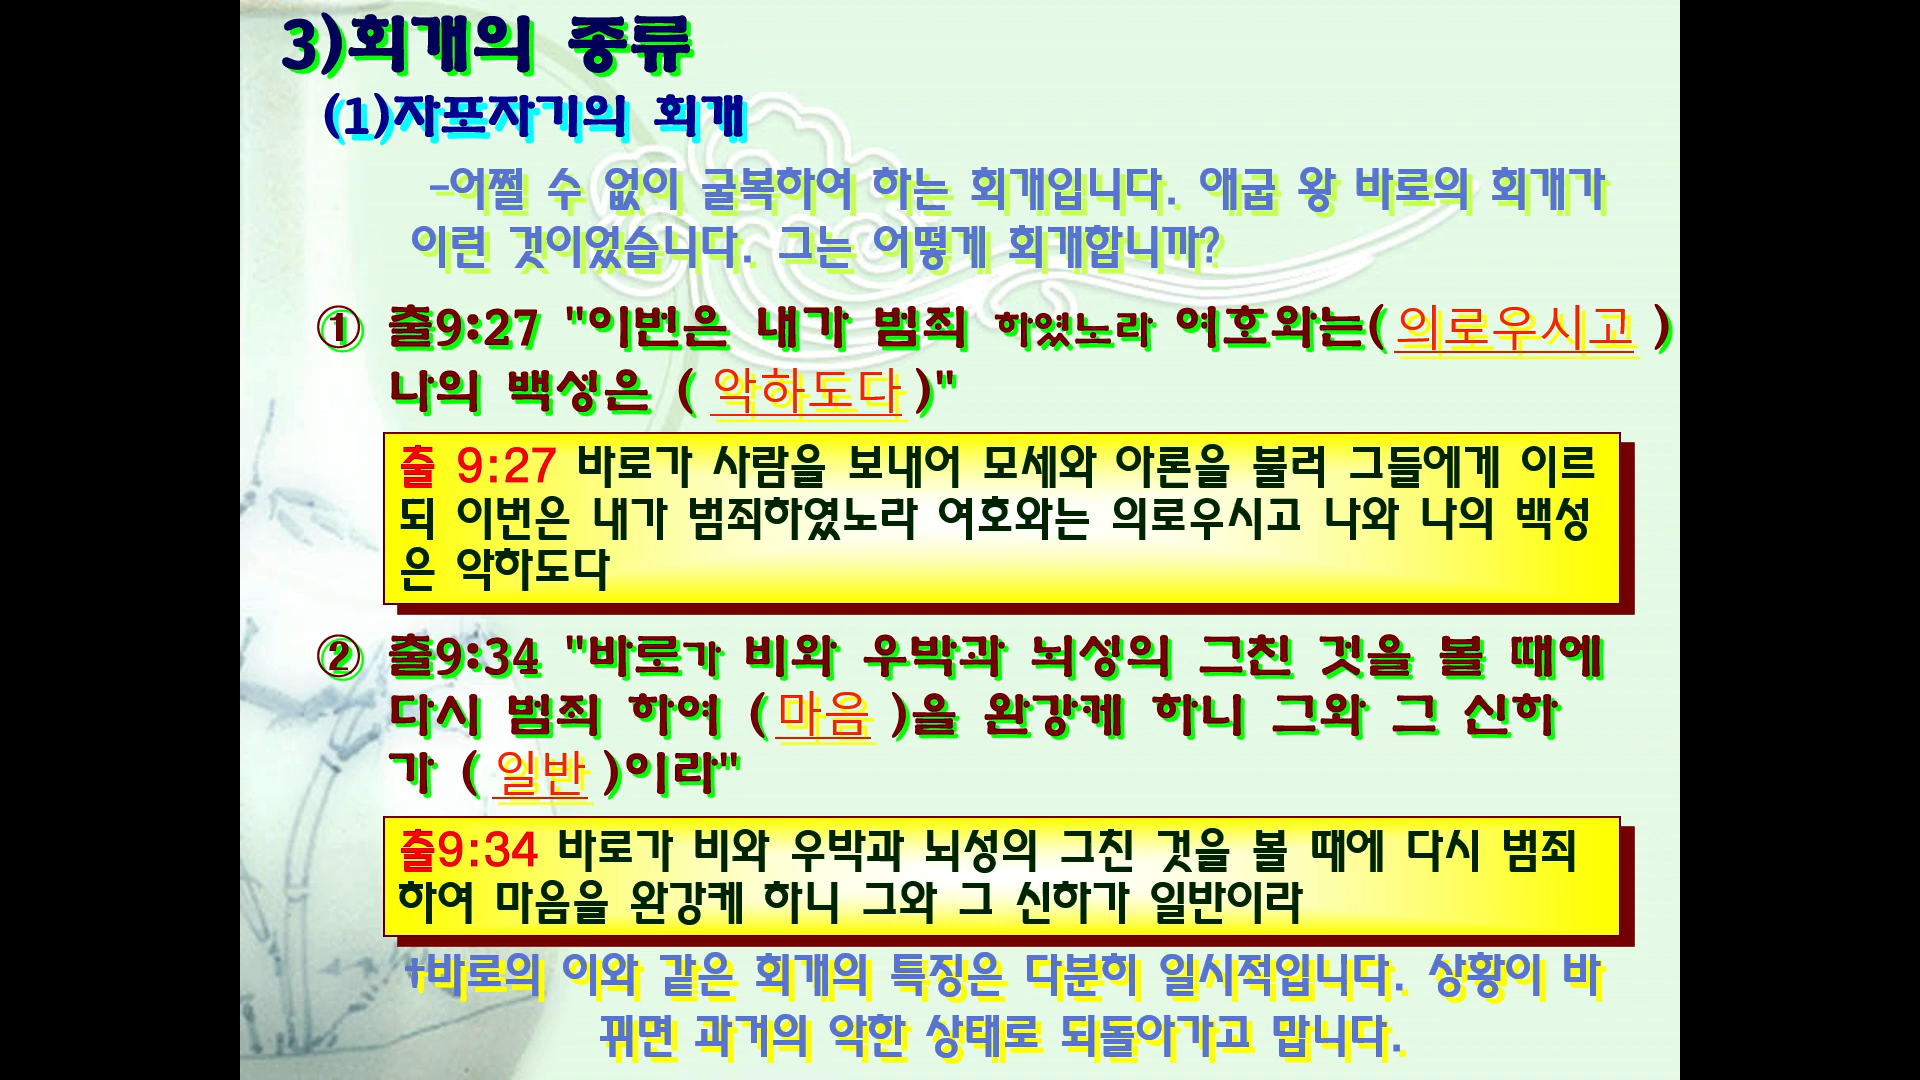 3)회개의 종류
(1)자포자기의 회개
-어쩔 수 없이 굴복하여 하는 회개입니다. 애굽 왕 바로의 회개가
이런 것이었습니다. 그는 어떻게 회개합니까?
① 출9:27 "이번은 내가 범죄 하였노라 여호와는( 의로우시고 )
나의 백성은 ( 악하도다 )"
출 9:27 바로가 사람을 보내어 모세와 아론을 불러 그들에게 이르
되 이번은 내가 범죄하였노라 여호와는 의로우시고 나와 나의 백성
은 악하도다
② 출9:34 "바로가 비와 우박과 뇌성의 그친 것을 볼 때에
다시 범죄 하여 ( 마음 )을 완강케 하니 그와 그 신하
가 ( 일반 )이라"
출9:34 바로가 비와 우박과 뇌성의 그친 것을 볼 때에 다시 범죄
하여 마음을 완강케 하니 그와 그 신하가 일반이라
✝바로의 이와 같은 회개의 특징은 다분히 일시적입니다. 상황이 바
뀌면 과거의 악한 상태로 되돌아가고 맙니다.